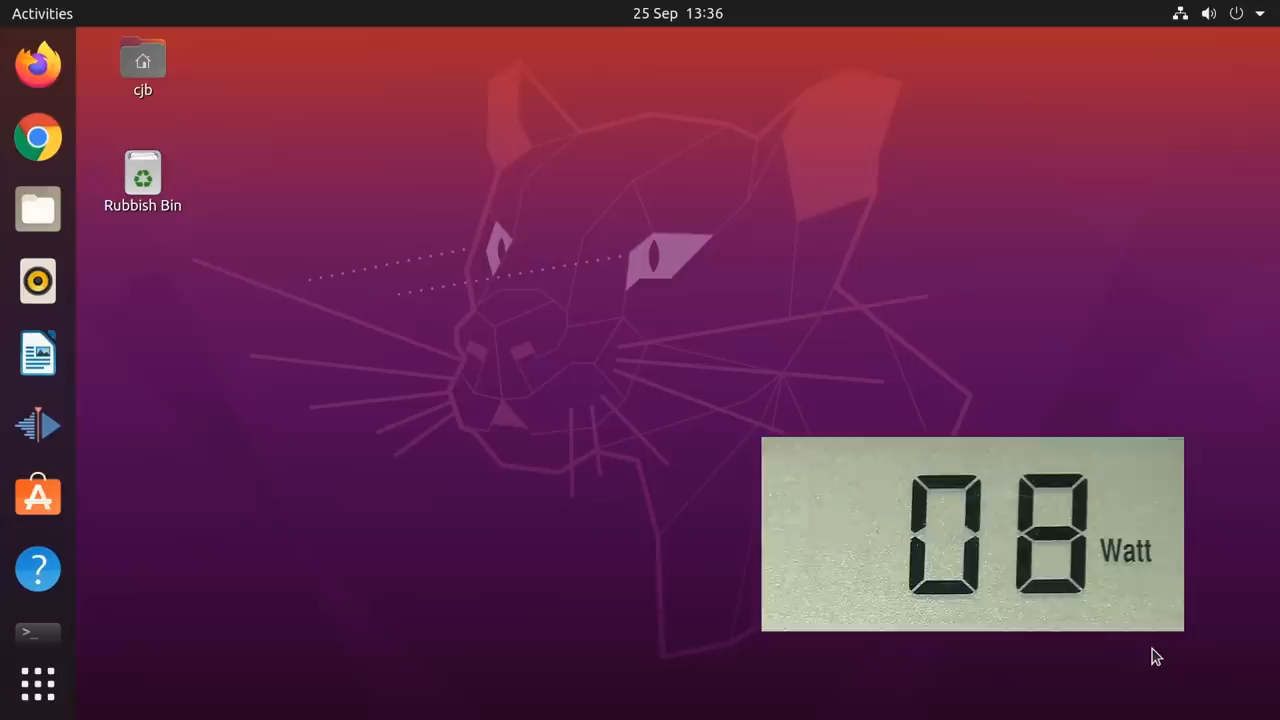 Activities
25 Sep 13:36
cjb
Rubbish Bin
08 Watt
?
>_